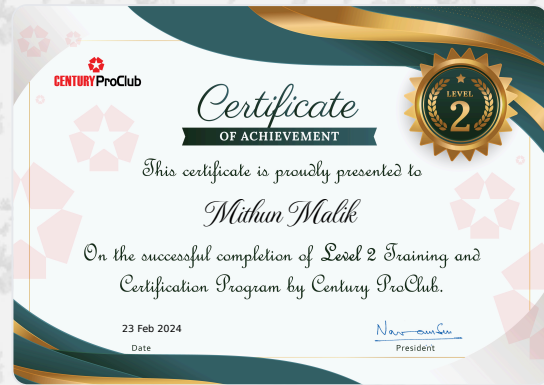 CENTURY ProClub
Certificate
OF ACHIEVEMENT
LEVEL
2
This certificate is proudly presented to
Mithun Malik
On the successful completion of Level 2 Training and
Certification Program by Century ProClub.
23 Feb 2024
Date
President